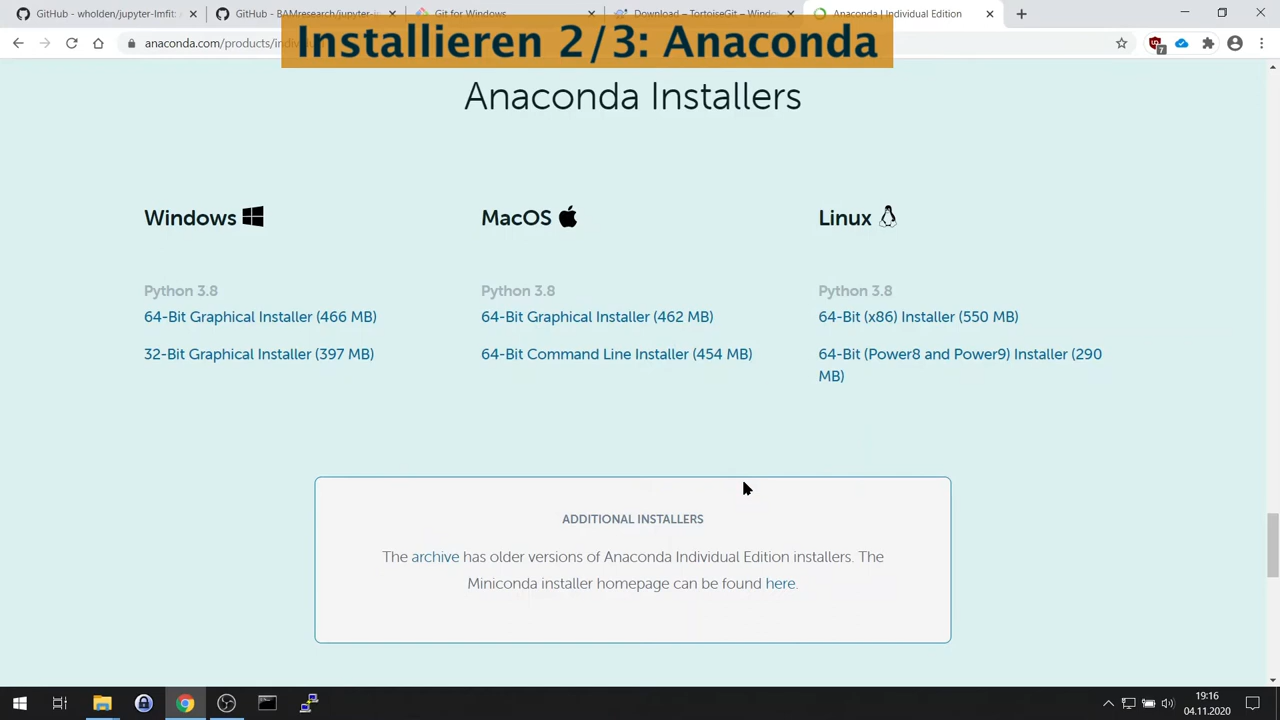 GitHub - wholden/jupyter-lmfit:
GitHub - BAMresearch/jupyter-
Git for Windows
Download – TortoiseGit – Windo
Anaconda | Individual Edition
anaconda.com/products/indiv
7
Installieren 2/3: Anaconda
Anaconda Installers
Windows
MacOS
Linux
Python 3.8
Python 3.8
Python 3.8
64-Bit Graphical Installer (466 MB)
64-Bit Graphical Installer (462 MB)
64-Bit (x86) Installer (550 MB)
32-Bit Graphical Installer (397 MB)
64-Bit Command Line Installer (454 MB)
64-Bit (Power8 and Power9) Installer (290
MB)
ADDITIONAL INSTALLERS
The archive has older versions of Anaconda Individual Edition installers. The
Miniconda installer homepage can be found here.
19:16
04.11.2020